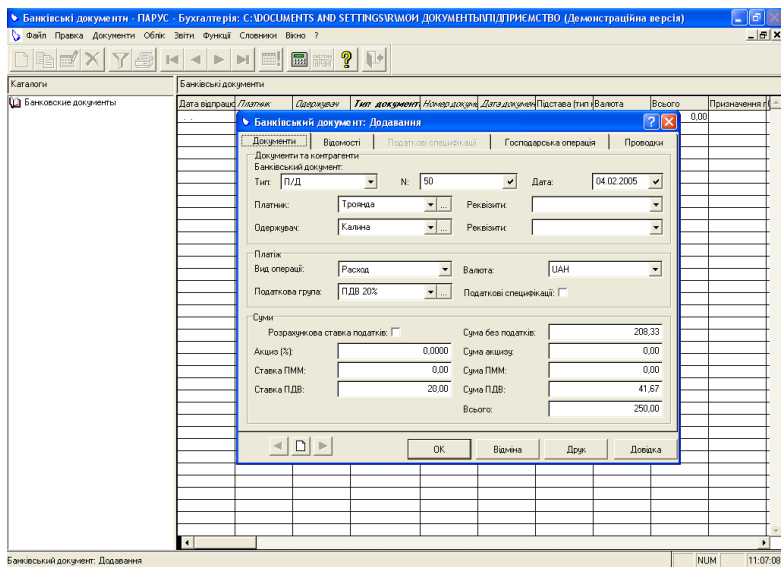 Банківські документи - ПАРУС - Бухгалтерія: C:\DOCUMENTS AND SETTINGS\R\МОИ ДОКУМЕНТЫ\ПІДПРИЄМСТВО (Демонстраційна версія)
Файл Правка Документи Облік Звіти Функції Словники Вікно ?
Каталоги
Банківські документи
Банковские документы
Дата відправки Платник Одержувач Тип документ Номер докуме Дата докумен Підстава (тип н Валюта Всього Призначення п
. . 0,00
Банківський документ: Додавання
Документи Відомості Податкові специфікації Господарська операція Проводки
Документи та контрагенти
Банківський документ:
Тип: П/Д N: 50 Дата: 04.02.2005
Платник: Троянда ... Реквізити:
Одержувач: Калина ... Реквізити:
Платіж
Вид операції: Расход Валюта: UAH
Податкова група: ПДВ 20% ... Податкові специфікації:
Суми
Розрахункова ставка податків: Сума без податків: 208,33
Акциз (%): 0,0000 Сума акцизу: 0,00
Ставка ПММ: 0,00 Сума ПММ: 0,00
Ставка ПДВ: 20,00 Сума ПДВ: 41,67
Всього: 250,00
OK Відміна Друк Довідка
Банківський документ: Додавання NUM 11:07:08